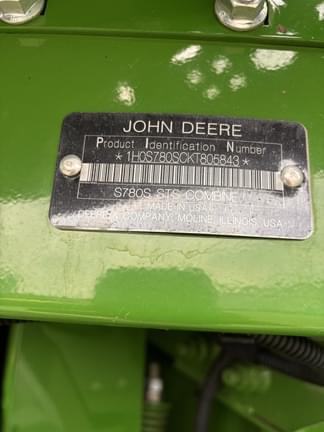 JOHN DEERE
Product Identification Number
*1H0S780SCKT805843*
S780S STS COMBINE
MADE IN USA
DEERE & COMPANY, MOLINE, ILLINOIS, USA